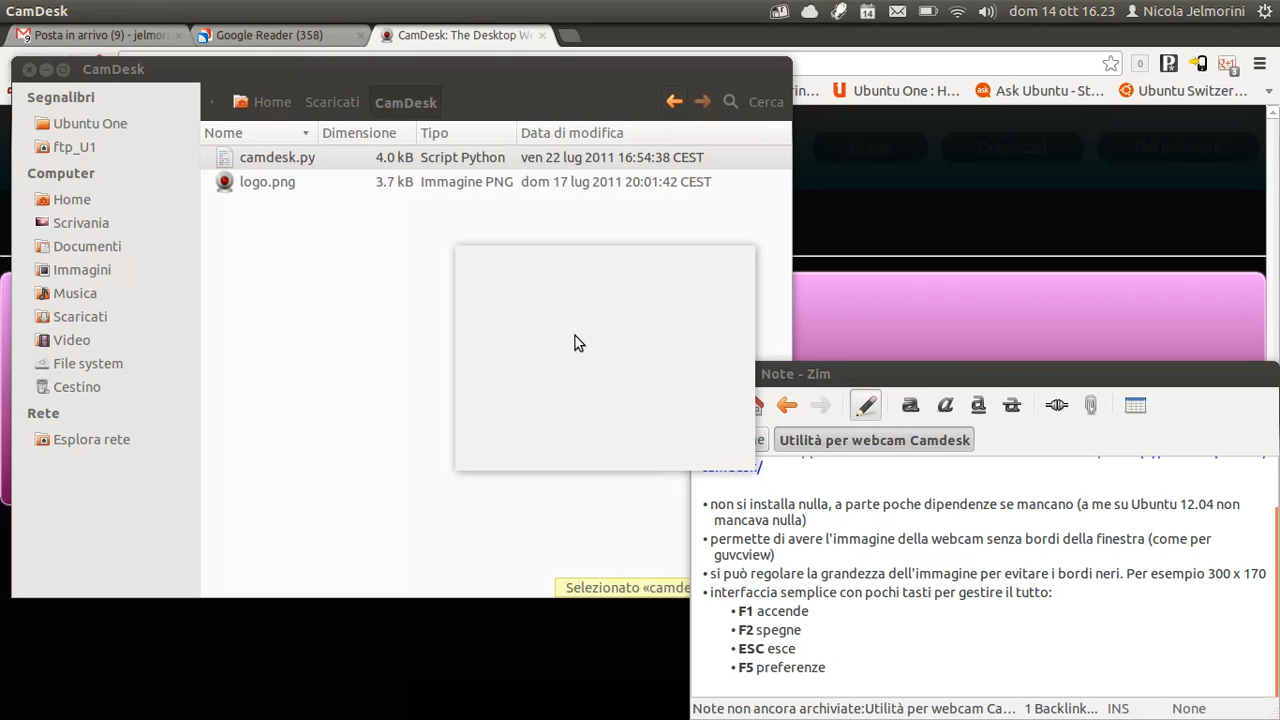 CamDesk
14
dom 14 ott 16.23
Nicola Jelmorini
Posta in arrivo (9) - jelmor
Google Reader (358)
CamDesk: The Desktop We
0
Ubuntu One : H...
Ask Ubuntu - St...
Ubuntu Switzer...
CamDesk
Home
Scaricati
CamDesk
Cerca
Segnalibri
Ubuntu One
ftp_U1
Computer
Home
Scrivania
Documenti
Immagini
Musica
Scaricati
Video
File system
Cestino
Rete
Esplora rete
Nome
Dimensione
Tipo
Data di modifica
camdesk.py
4.0 kB
Script Python
ven 22 lug 2011 16:54:38 CEST
logo.png
3.7 kB
Immagine PNG
dom 17 lug 2011 20:01:42 CEST
Selezionato «camde
Home
Download
Get Involved!
Note - Zim
a a a a
Utilità per webcam Camdesk
• non si installa nulla, a parte poche dipendenze se mancano (a me su Ubuntu 12.04 non
mancava nulla)
• permette di avere l'immagine della webcam senza bordi della finestra (come per
guvcview)
• si può regolare la grandezza dell'immagine per evitare i bordi neri. Per esempio 300 x 170
• interfaccia semplice con pochi tasti per gestire il tutto:
• F1 accende
• F2 spegne
• ESC esce
• F5 preferenze
Note non ancora archiviate:Utilità per webcam Ca...
1 Backlink...
INS
None